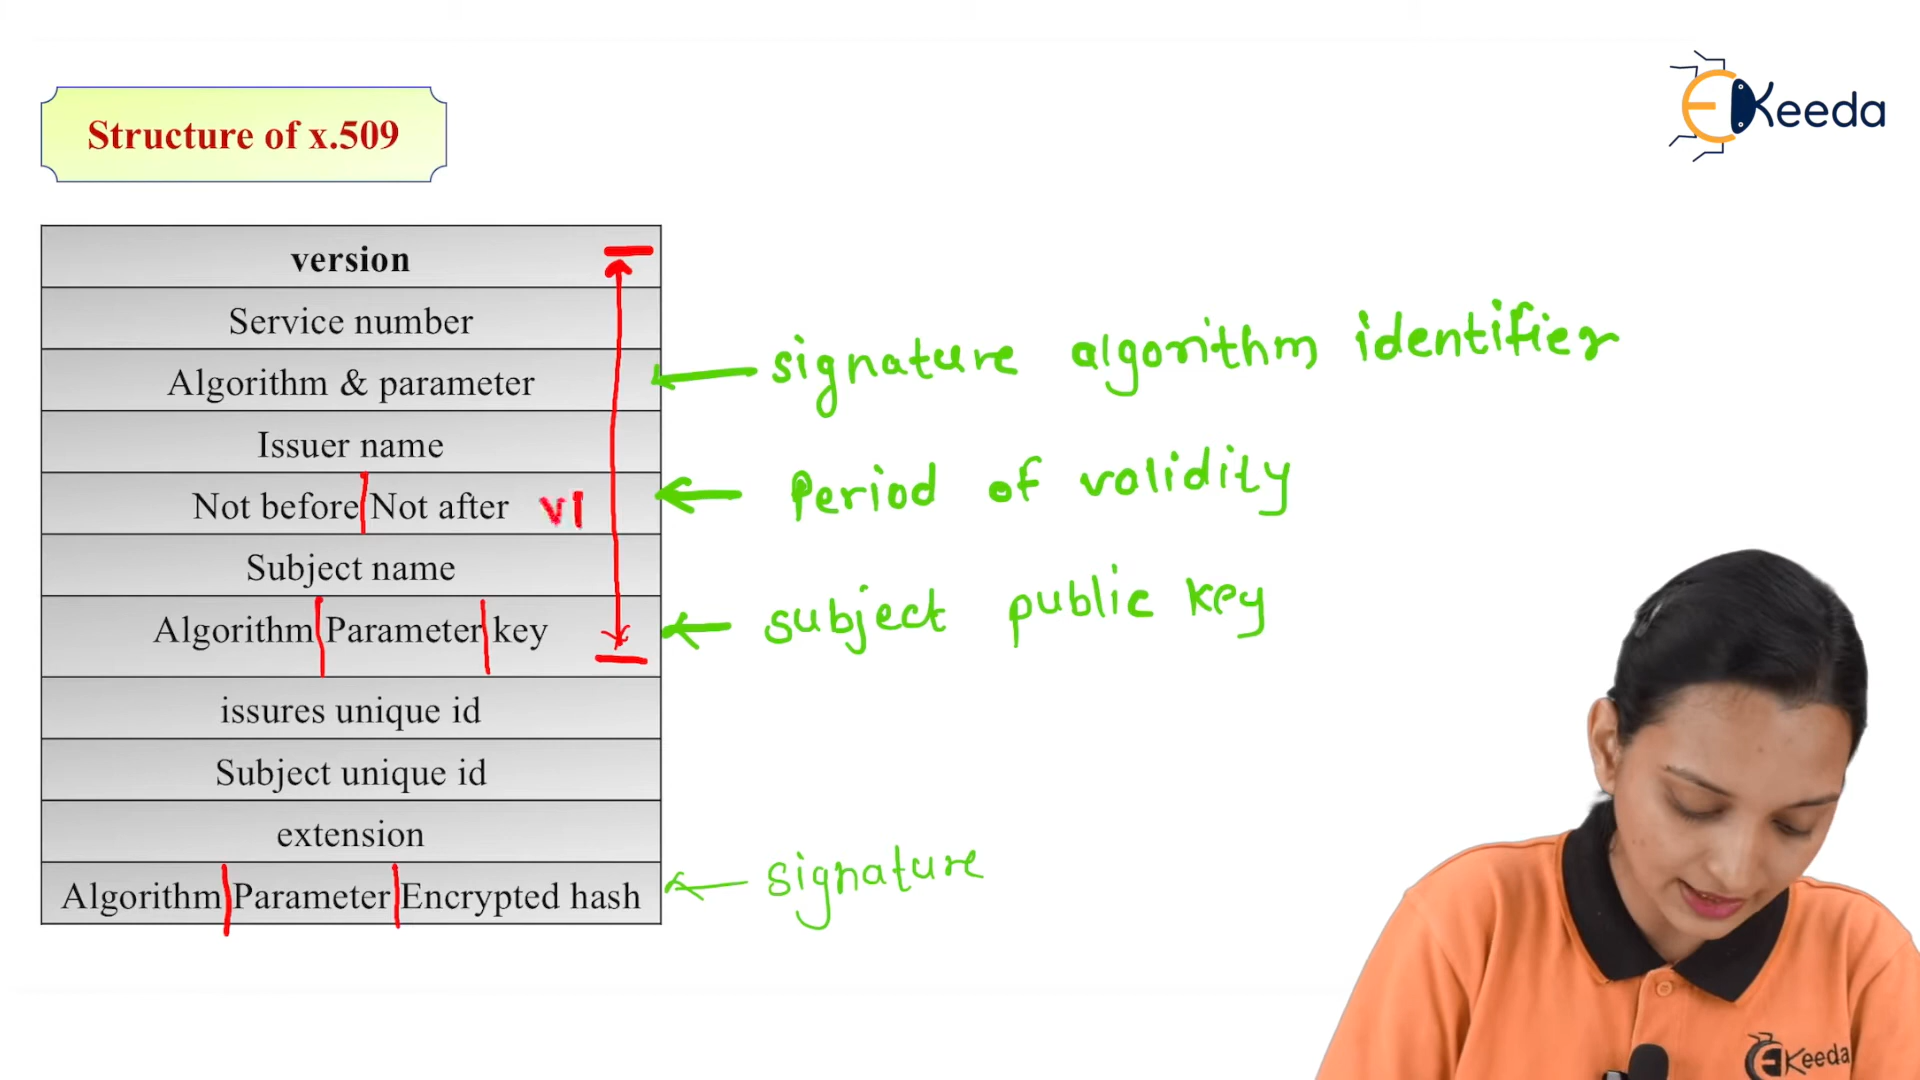 Structure of x.509
EKeeda
version
Service number
Algorithm & parameter
signature algorithm identifier
Issuer name
Not before Not after v1
Period of validity
Subject name
Algorithm Parameter key
subject public key
issures unique id
Subject unique id
extension
Algorithm Parameter Encrypted hash
signature
EKeeda